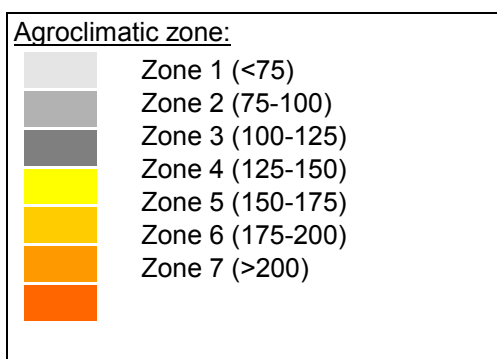 Agroclimatic zone:
Zone 1 (<75)
Zone 2 (75-100)
Zone 3 (100-125)
Zone 4 (125-150)
Zone 5 (150-175)
Zone 6 (175-200)
Zone 7 (>200)